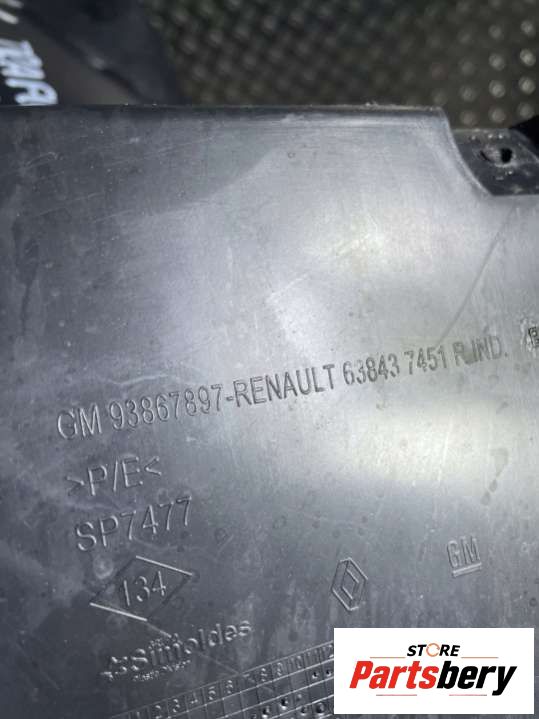 GM 93867897-RENAULT 63843 7451 R IND.
>P/E<
SP7477
134
GM
Simoldes
STORE
Partsbery